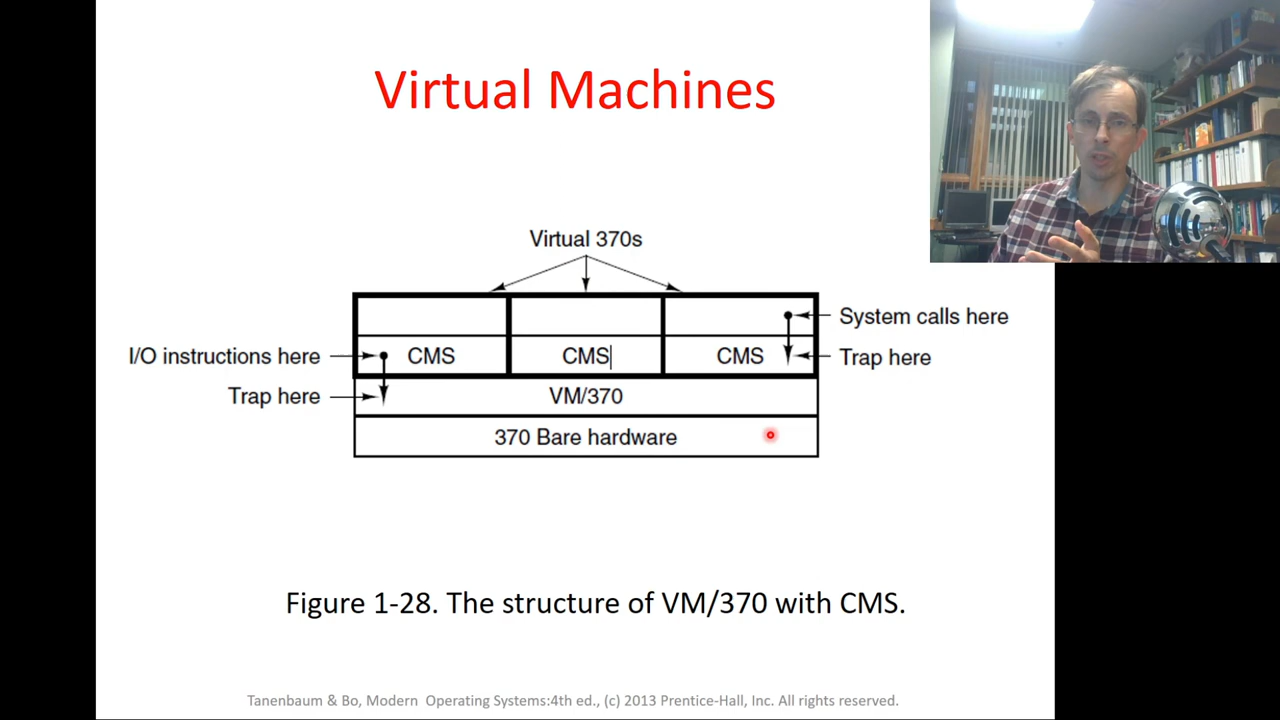 Virtual Machines
Virtual 370s
System calls here
I/O instructions here
CMS
CMS
CMS
Trap here
Trap here
VM/370
370 Bare hardware
Figure 1-28. The structure of VM/370 with CMS.
Tanenbaum & Bo, Modern Operating Systems:4th ed., (c) 2013 Prentice-Hall, Inc. All rights reserved.